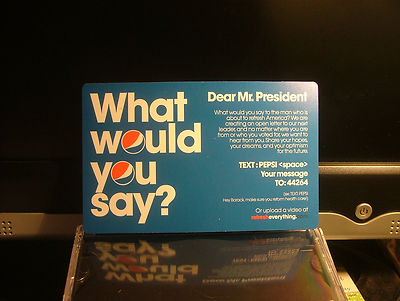 What
would
you
say?
Dear Mr. President
What would you say to the man who is
about to refresh America? We are
creating an open letter to our next
leader, and no matter where you are
from or who you voted for, we want to
hear from you. Share your hopes,
your dreams, and your optimism
for the future.
TEXT: PEPSI <space>
Your message
TO: 44264
(ie: TEXT: PEPSI
Hey Barack, make sure you reform health care!)
Or upload a video at
refresheverything.